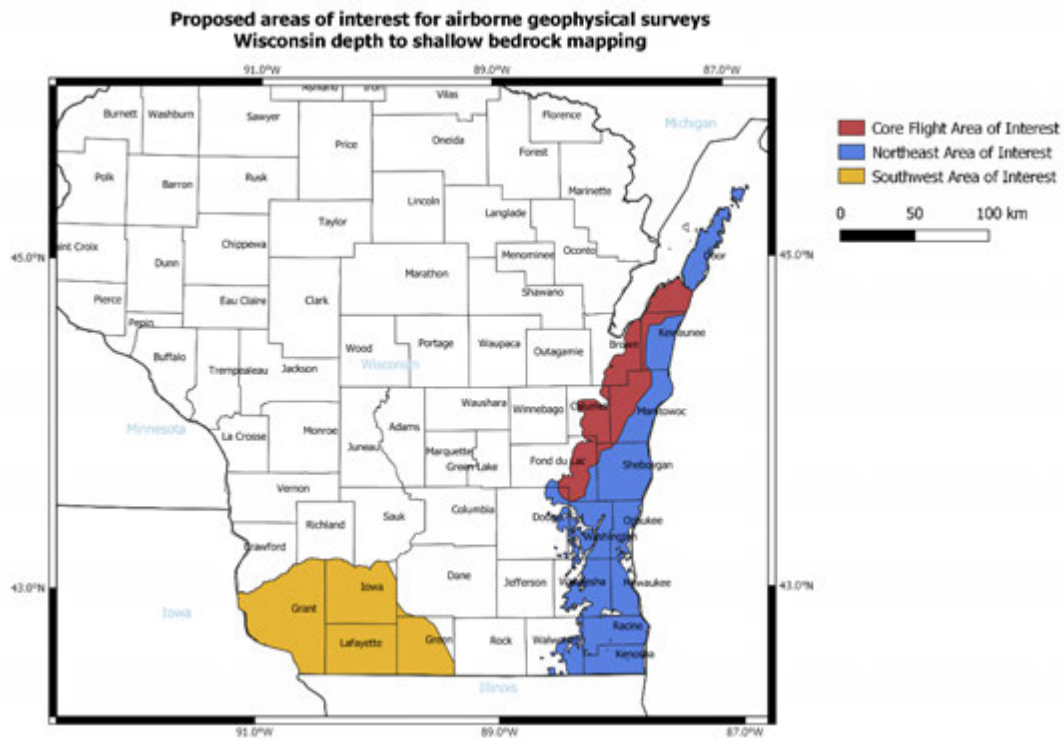 Proposed areas of interest for airborne geophysical surveys
Wisconsin depth to shallow bedrock mapping
91.0°W 89.0°W 87.0°W
Ashland Iron Vilas
Burnett Washburn Sawyer Florence Michigan
Price Oneida Forest
Polk Barron Rusk Marinette
Lincoln Langlade
Taylor
Saint Croix Chippewa Oconto Door
45.0°N 45.0°N
Dunn Menominee
Marathon
Pierce Eau Claire Clark Shawano
Pepin Kewaunee
Buffalo Wood Portage Waupaca Outagamie Brown
Trempealeau Jackson Wisconsin
Waushara Winnebago Calumet Manitowoc
Minnesota La Crosse Monroe Juneau Adams
Marquette
Green Lake Fond du Lac Sheboygan
Vernon
Richland Sauk Columbia Dodge Ozaukee
Washington
Crawford
Dane Jefferson Waukesha Milwaukee
43.0°N 43.0°N
Iowa Grant Iowa
Lafayette Green Rock Walworth Racine
Kenosha
Illinois
91.0°W 89.0°W 87.0°W
Core Flight Area of Interest
Northeast Area of Interest
Southwest Area of Interest
0 50 100 km